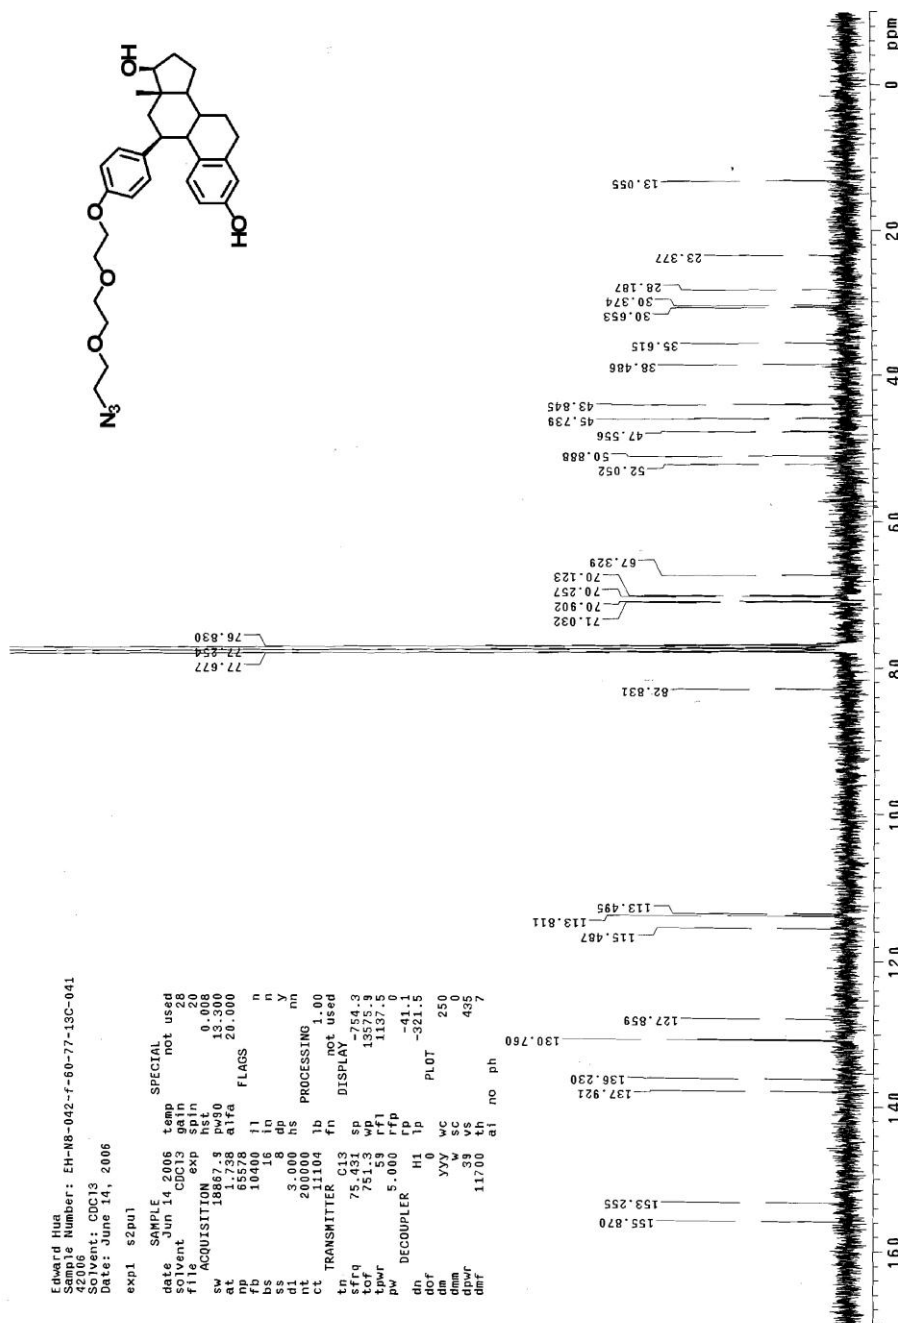 Edward Hua
Sample Number: EH-N8-042-f-60-77-13C-041
42006
Solvent: CDCl3
Date: June 14, 2006
exp1 s2pul
SAMPLE
date Jun 14 2006
solvent CDCl3
file exp
ACQUISITION
sw 18867.9
at 1.738
np 65578
fb 10400
bs 16
ss 8
d1 3.000
nt 200000
ct 11104
TRANSMITTER
tn C13
sfrq 75.431
tof 751.3
tpwr 59
pw 5.000
DECOUPLER
dn H1
dof 0
dm yyy
dmm w
dpwr 39
dmf 11700
SPECIAL
temp not used
gain 28
spin 20
hst 0.008
pw90 13.300
alfa 20.000
FLAGS
il n
in n
dp y
hs nn
PROCESSING
lb 1.00
fn not used
DISPLAY
sp -754.3
wp 13575.9
rfl 1137.5
rfp 0
rp -41.1
lp -321.5
PLOT
wc 250
sc 0
vs 435
th 7
ai no ph
N3
O
O
O
HO
OH
155.870
153.255
137.921
136.230
130.760
127.859
115.487
113.811
113.495
82.831
77.677
77.254
76.830
71.032
70.902
70.257
70.123
67.329
52.052
50.888
47.556
45.739
43.845
38.486
35.615
30.653
30.374
28.187
23.377
13.055
160 140 120 100 80 60 40 20 0 ppm